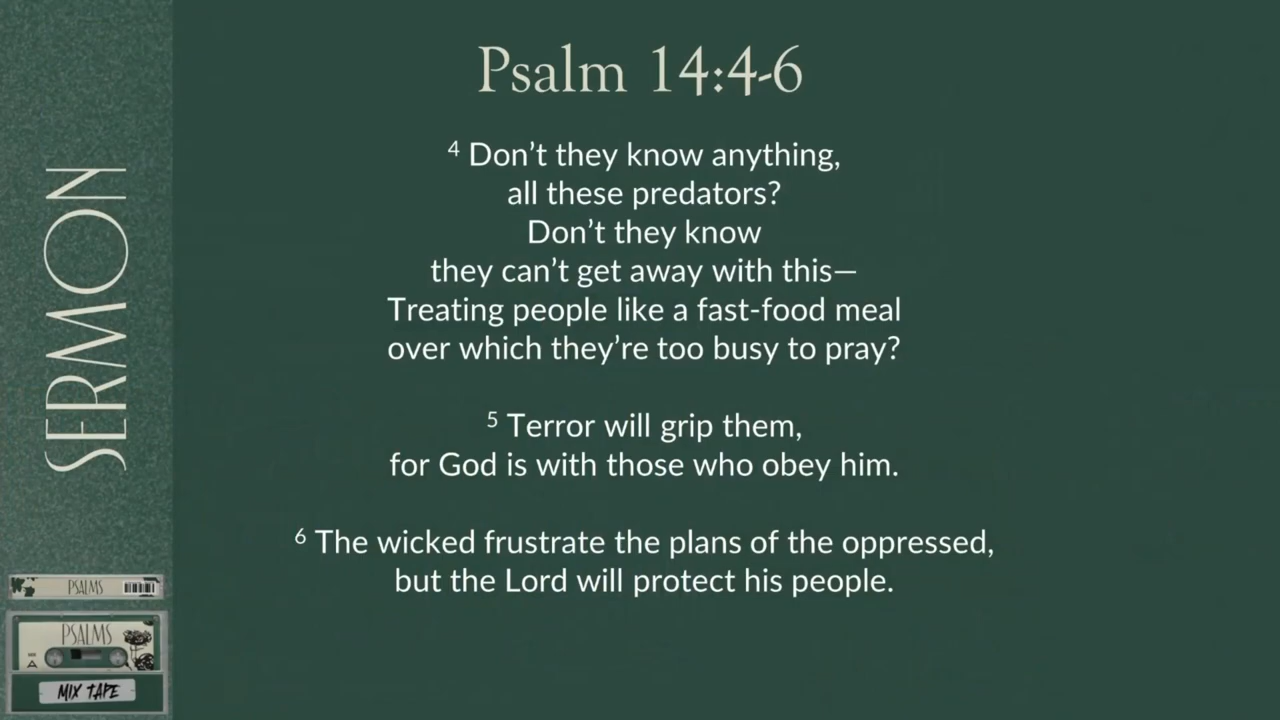 Psalm 14:4-6
4 Don’t they know anything,
all these predators?
Don’t they know
they can’t get away with this—
Treating people like a fast-food meal
over which they’re too busy to pray?
5 Terror will grip them,
for God is with those who obey him.
6 The wicked frustrate the plans of the oppressed,
but the Lord will protect his people.
SERMON
PSALMS
PSALMS
A
MIX TAPE